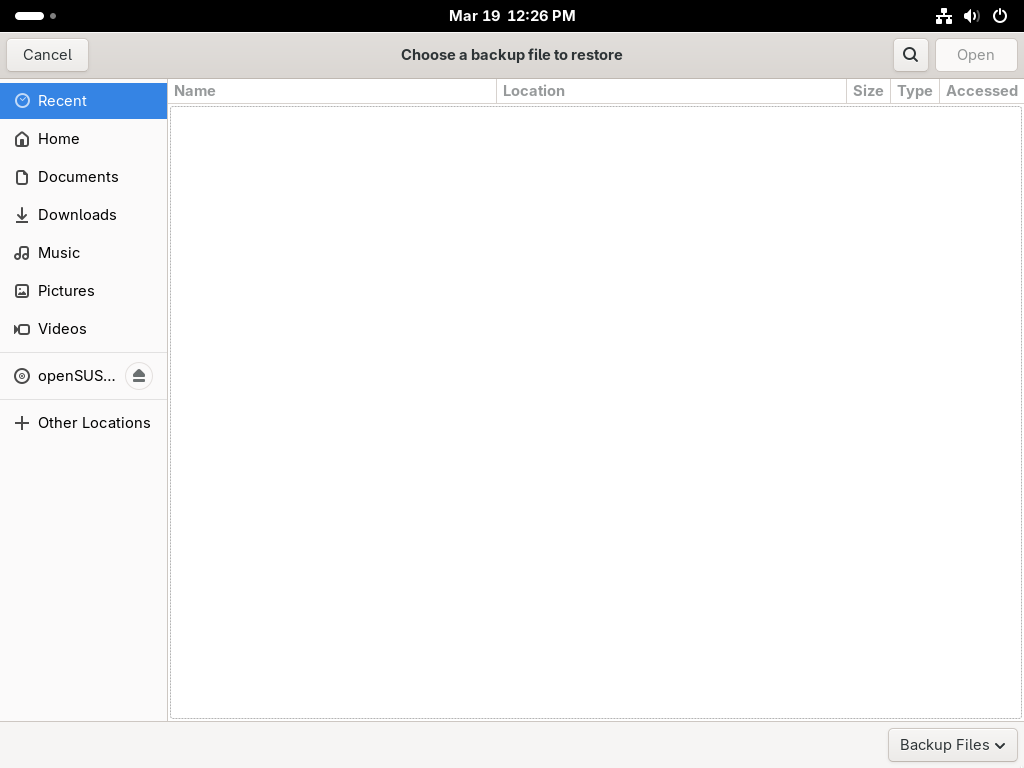 Mar 19 12:26 PM
Cancel
Choose a backup file to restore
Open
Recent
Home
Documents
Downloads
Music
Pictures
Videos
openSUS...
Other Locations
Name
Location
Size
Type
Accessed
Backup Files